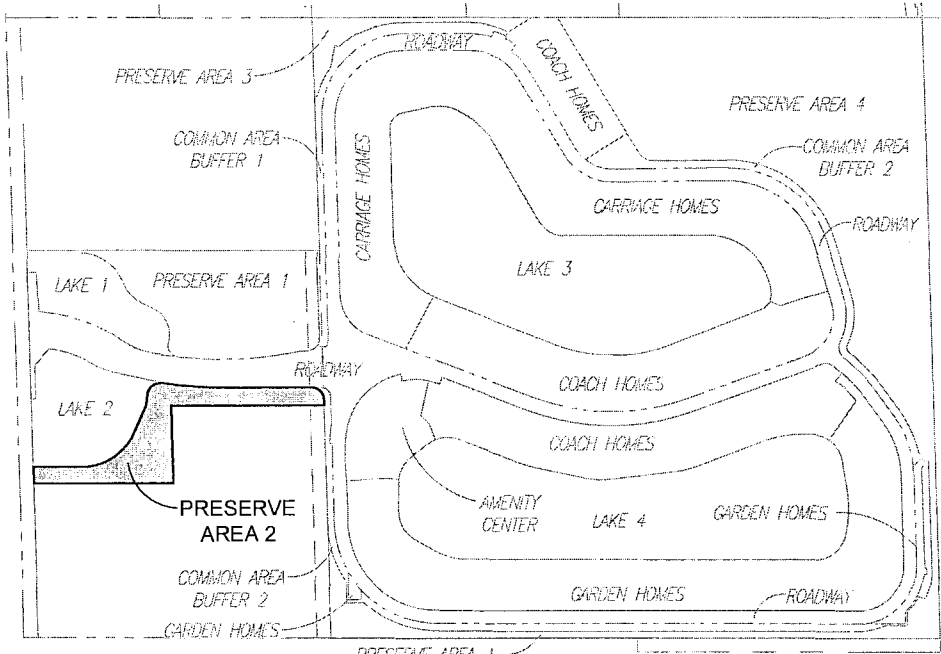 ROADWAY
COACH HOMES
PRESERVE AREA 3
PRESERVE AREA 4
COMMON AREA
BUFFER 1
COMMON AREA
BUFFER 2
CARRIAGE HOMES
CARRIAGE HOMES
ROADWAY
LAKE 3
LAKE 1
PRESERVE AREA 1
ROADWAY
COACH HOMES
LAKE 2
COACH HOMES
PRESERVE
AREA 2
AMENITY
CENTER
LAKE 4
GARDEN HOMES
COMMON AREA
BUFFER 2
GARDEN HOMES
ROADWAY
GARDEN HOMES
PRESERVE AREA